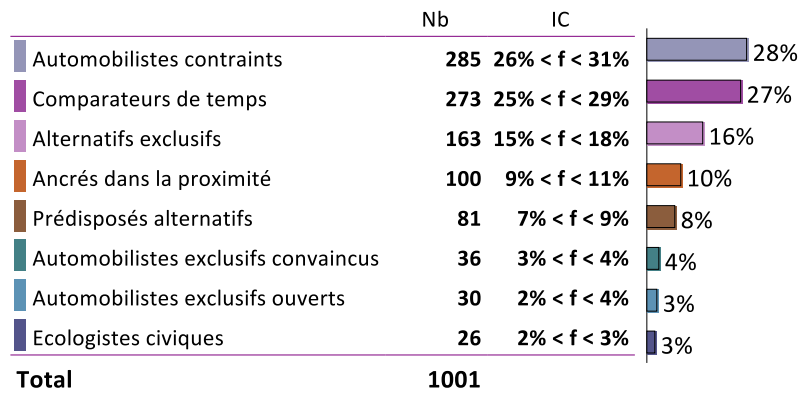 Nb IC
Automobilistes contraints 285 26% < f < 31% 28%
Comparateurs de temps 273 25% < f < 29% 27%
Alternatifs exclusifs 163 15% < f < 18% 16%
Ancrés dans la proximité 100 9% < f < 11% 10%
Prédisposés alternatifs 81 7% < f < 9% 8%
Automobilistes exclusifs convaincus 36 3% < f < 4% 4%
Automobilistes exclusifs ouverts 30 2% < f < 4% 3%
Ecologistes civiques 26 2% < f < 3% 3%
Total 1001